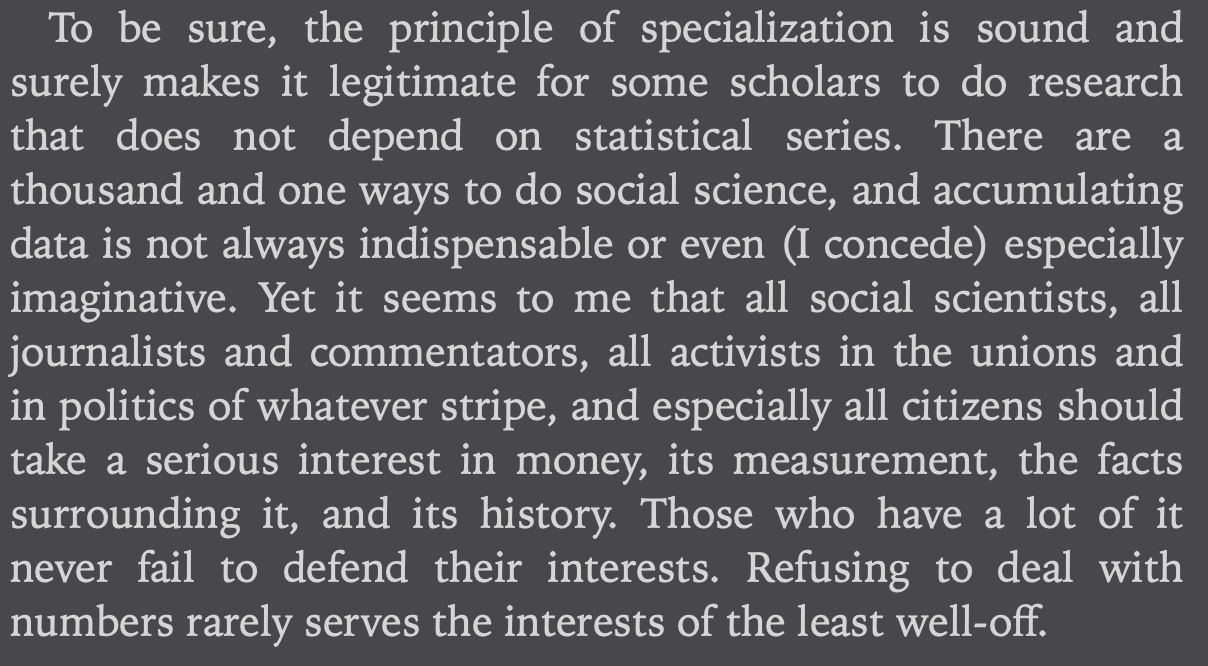 To be sure, the principle of specialization is sound and
surely makes it legitimate for some scholars to do research
that does not depend on statistical series. There are a
thousand and one ways to do social science, and accumulating
data is not always indispensable or even (I concede) especially
imaginative. Yet it seems to me that all social scientists, all
journalists and commentators, all activists in the unions and
in politics of whatever stripe, and especially all citizens should
take a serious interest in money, its measurement, the facts
surrounding it, and its history. Those who have a lot of it
never fail to defend their interests. Refusing to deal with
numbers rarely serves the interests of the least well-off.